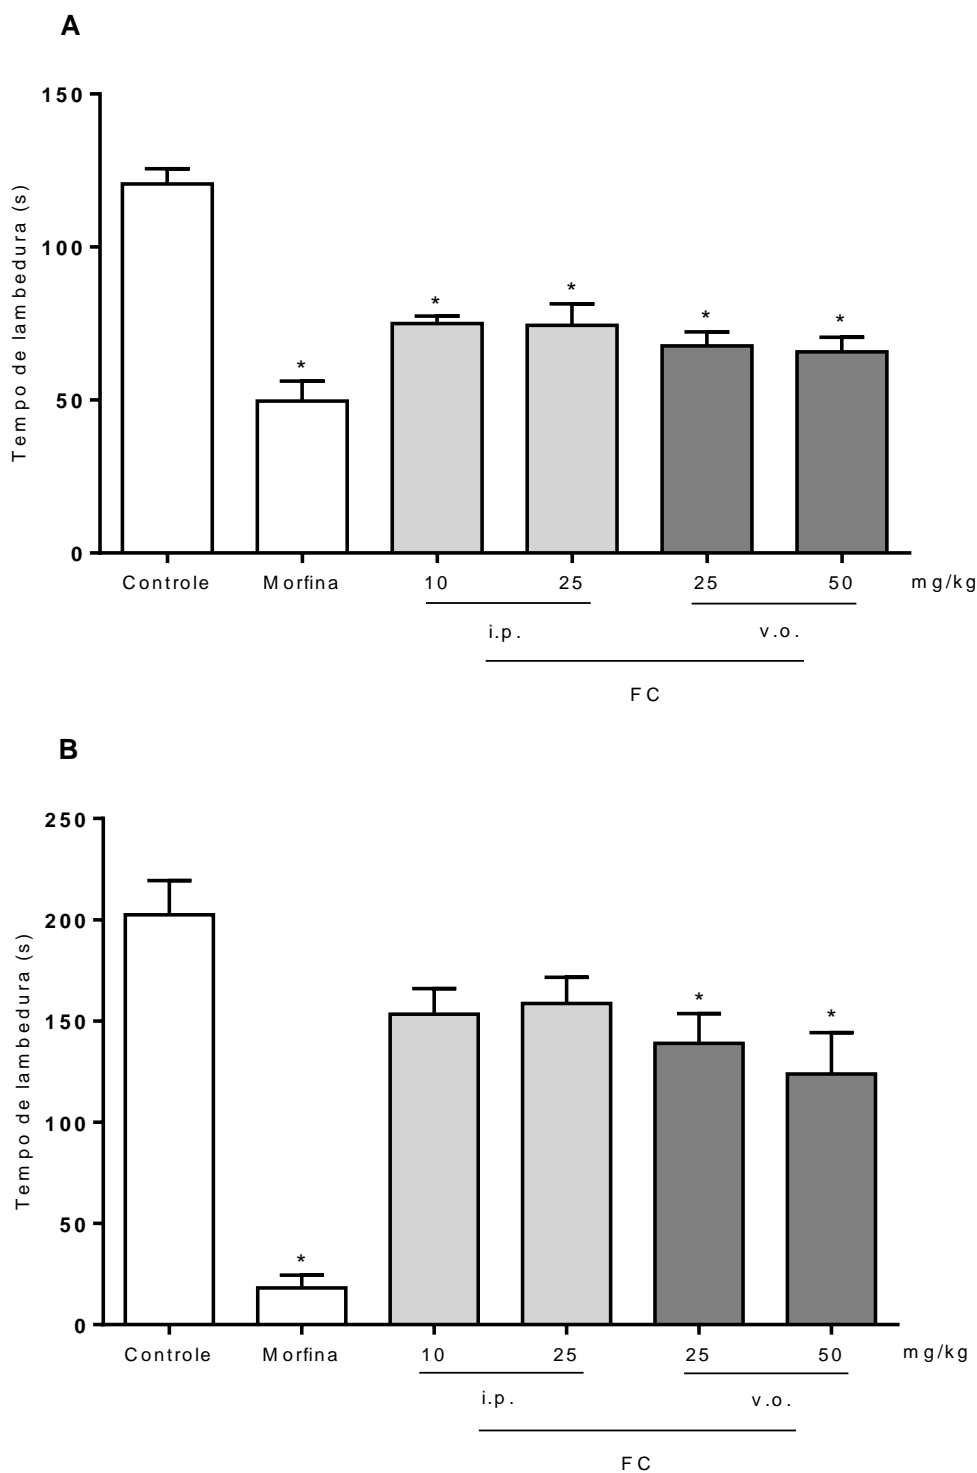 A
150
100
50
0
Tempo de lambedura (s)
*
*
*
*
*
Controle Morfina 10 25 25 50 mg/kg
i.p. v.o.
FC
B
250
200
150
100
50
0
Tempo de lambedura (s)
*
*
*
Controle Morfina 10 25 25 50 mg/kg
i.p. v.o.
FC